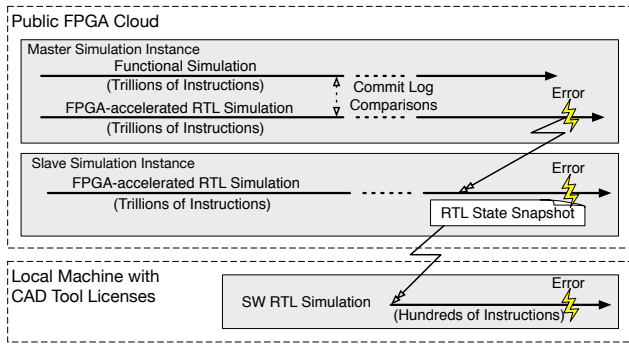 Public FPGA Cloud
Master Simulation Instance
Functional Simulation
(Trillions of Instructions)
Commit Log
Comparisons
FPGA-accelerated RTL Simulation
(Trillions of Instructions)
Error
Slave Simulation Instance
FPGA-accelerated RTL Simulation
(Trillions of Instructions)
Error
RTL State Snapshot
Local Machine with
CAD Tool Licenses
SW RTL Simulation
(Hundreds of Instructions)
Error